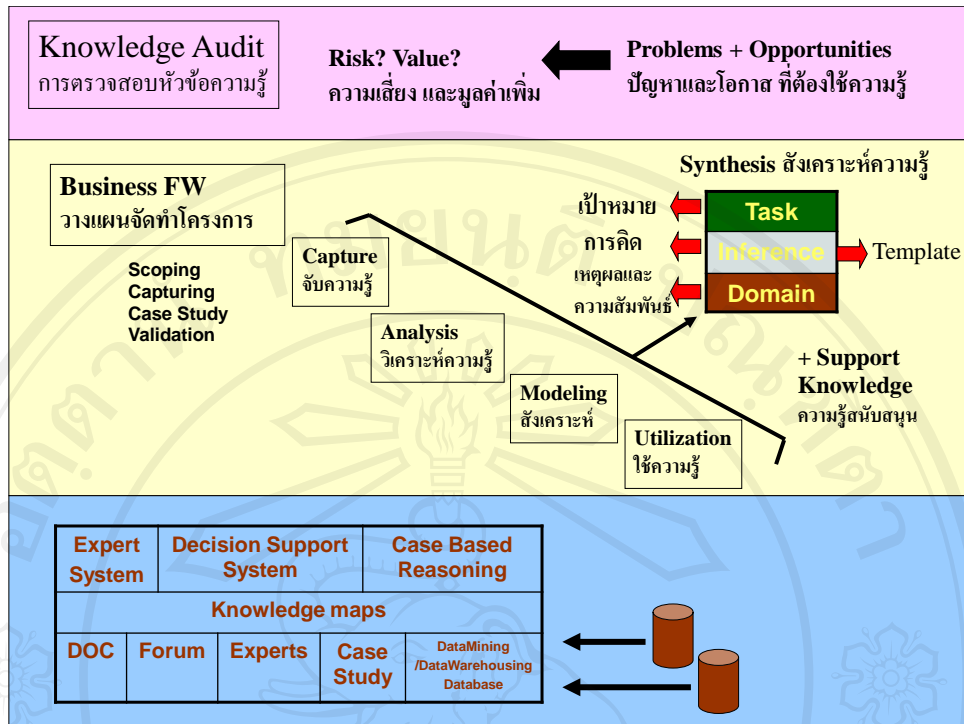 Knowledge Audit
การตรวจสอบหัวข้อความรู้
Risk? Value?
ความเสี่ยง และมูลค่าเพิ่ม
Problems + Opportunities
ปัญหาและโอกาส ที่ต้องใช้ความรู้
Business FW
วางแผนจัดทำโครงการ
Scoping
Capturing
Case Study
Validation
Capture
จับความรู้
Analysis
วิเคราะห์ความรู้
Modeling
สังเคราะห์
Utilization
ใช้ความรู้
Synthesis สังเคราะห์ความรู้
เป้าหมาย
การคิด
เหตุผลและ
ความสัมพันธ์
Task
Inference
Domain
Template
+ Support
Knowledge
ความรู้สนับสนุน
Expert
System
Decision Support
System
Case Based
Reasoning
Knowledge maps
DOC
Forum
Experts
Case
Study
DataMining
/DataWarehousing
Database